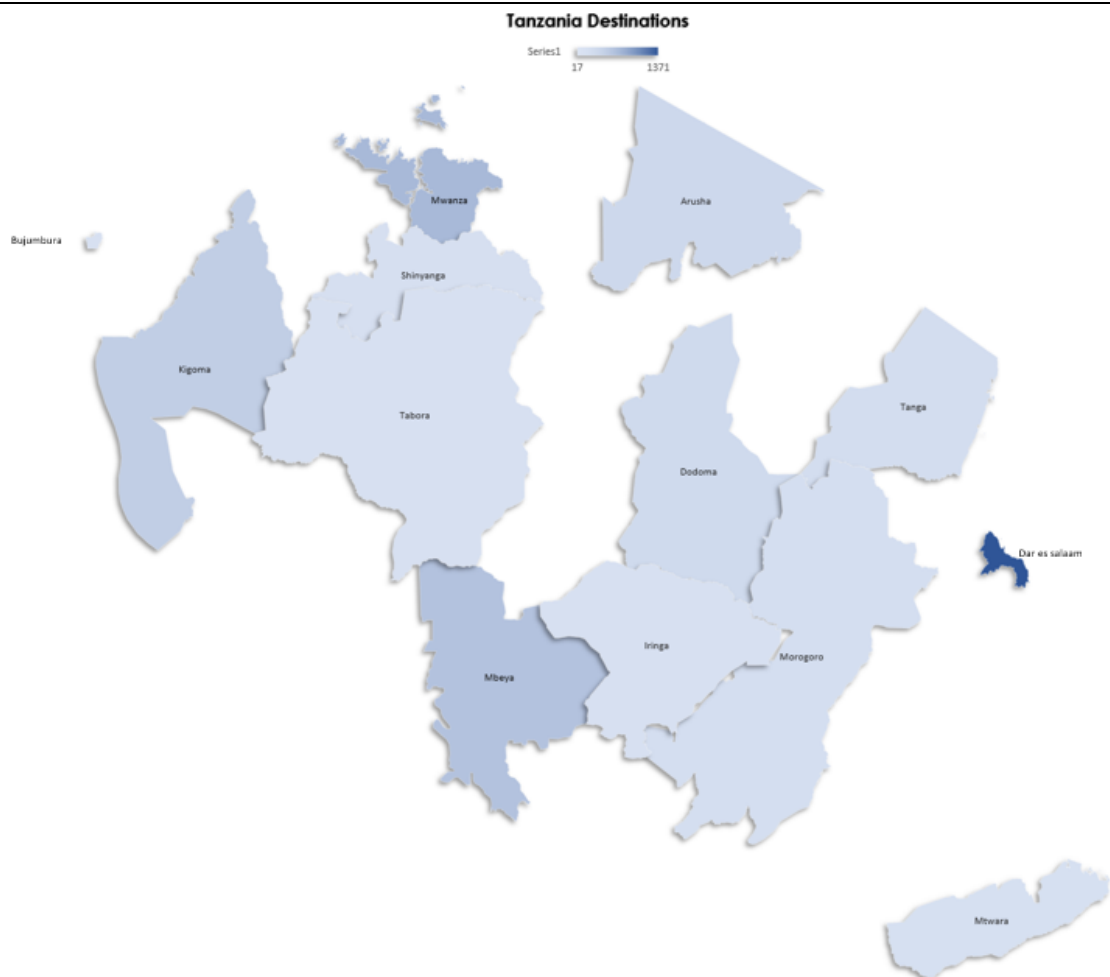 Tanzania Destinations
Series1
17 1371
Mwanza
Arusha
Bujumbura
Shinyanga
Kigoma
Tabora
Tanga
Dodoma
Dar es salaam
Iringa
Morogoro
Mbeya
Mtwara